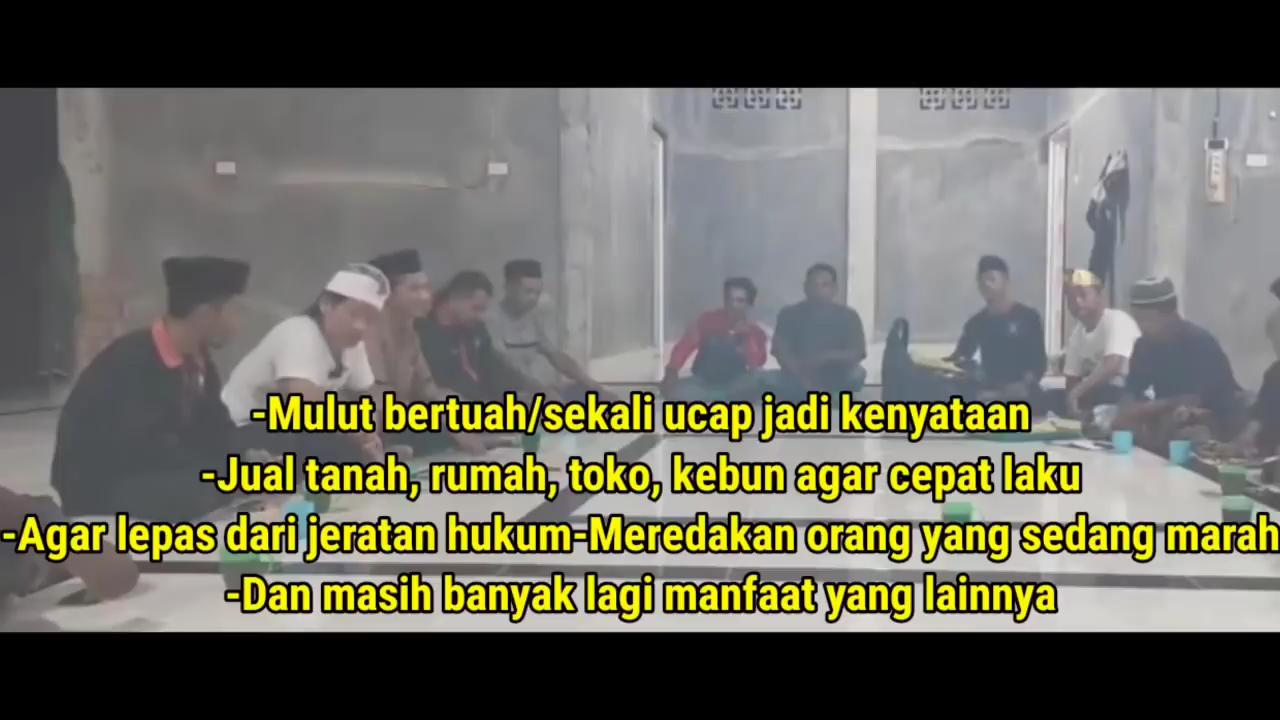 -Mulut bertuah/sekali ucap jadi kenyataan
-Jual tanah, rumah, toko, kebun agar cepat laku
-Agar lepas dari jeratan hukum-Meredakan orang yang sedang marah
-Dan masih banyak lagi manfaat yang lainnya